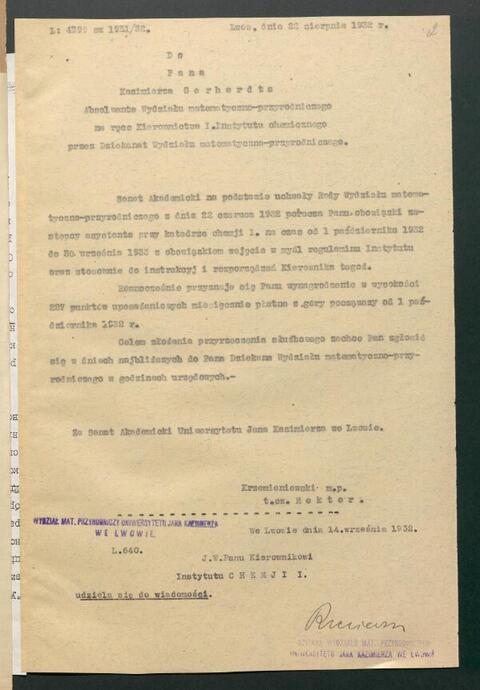 L: 4399 ex 1931/32.
Lwów, dnia 22 sierpnia 1932 r.
2
Do
Pana
Kazimierza Gerhardta
Absolwenta Wydziału matematyczno-przyrodniczego
na ręce Kierownictwa I.Instytutu chemicznego
przez Dziekanat Wydziału matematyczno-przyrodniczego.
Senat Akademicki na podstawie uchwały Rady Wydziału matema-
tyczno-przyrodniczego z dnia 22 czerwca 1932 porucza Panu obowiązki za-
stępcy asystenta przy katedrze chemji I. na czas od 1 października 1932
do 30 września 1933 z obowiązkiem zajęcia w myśl regulaminu Instytutu
oraz stosownie do instrukcyj i rozporządzeń Kierownika tegoż.
Równocześnie przyznaje się Panu wynagrodzenie w wysokości
227 punktów uposażeniowych miesięcznie płatne z góry począwszy od 1 paź-
dziernika 1932 r.
Celem złożenia przyrzeczenia służbowego zechce Pan zgłosić
się w dniach najbliższych do Pana Dziekana Wydziału matematyczno-przy-
rodniczego w godzinach urzędowych.-
Za Senat Akademicki Uniwersytetu Jana Kazimierza we Lwowie.
Krzemieniewski m.p.
t.cz. Rektor.
WYDZIAŁ MAT. PRZYRODNICZY UNIWERSYTETU JANA KAZIMIERZA
WE LWOWIE.
We Lwowie dnia 14.września 1932.
L.640.
J.W.Panu Kierownikowi
Instytutu CHEMJI I.
udziela się do wiadomości.
DZIEKAN WYDZIAŁU MAT. PRZYRODNICZEGO
UNIWERSYTETU JANA KAZIMIERZA WE LWOWIE